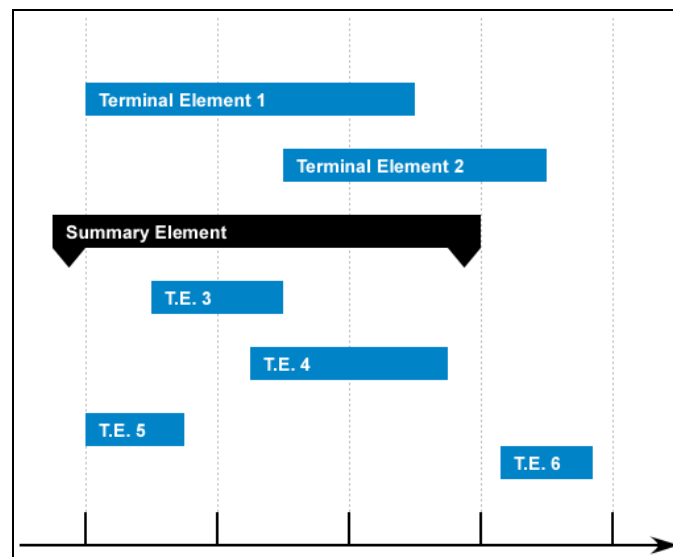 Terminal Element 1
Terminal Element 2
Summary Element
T.E. 3
T.E. 4
T.E. 5
T.E. 6